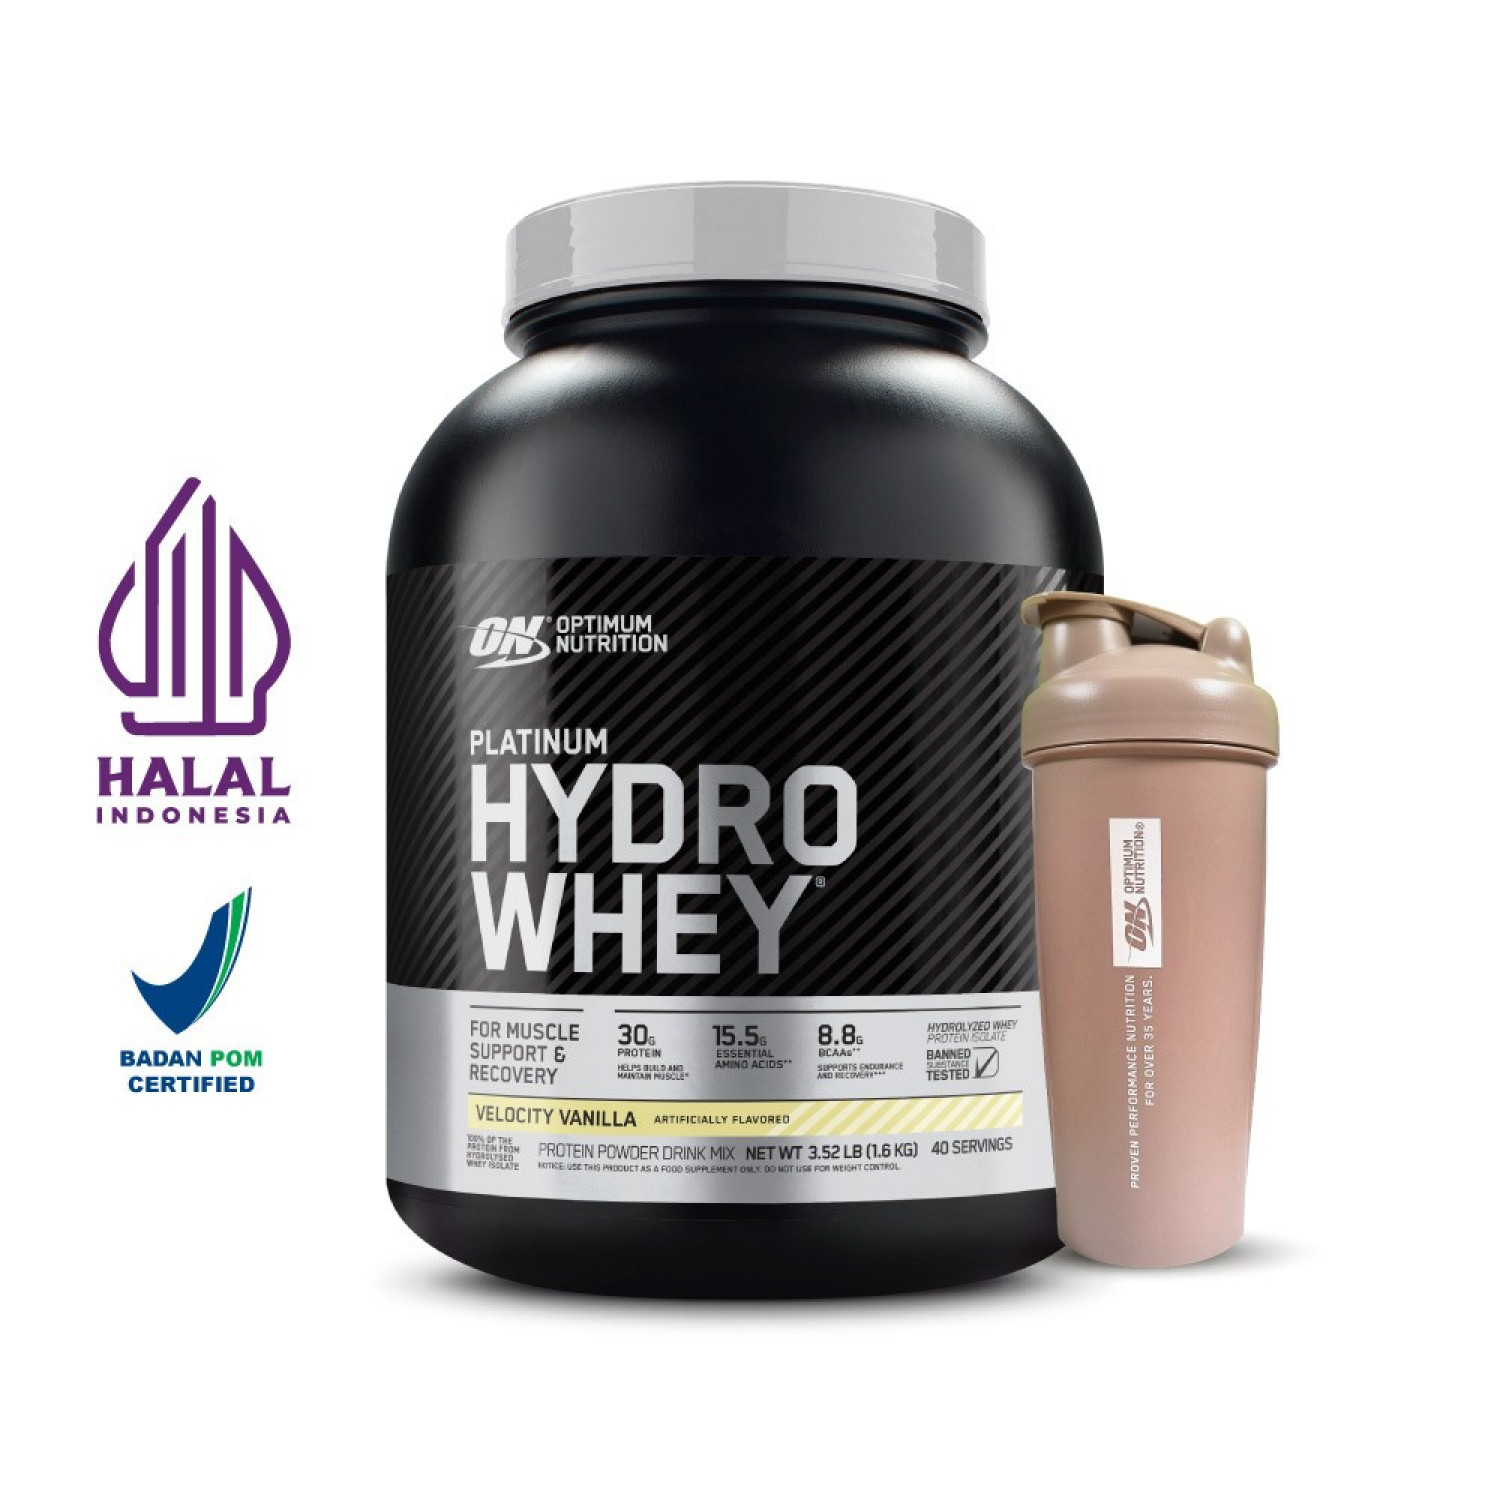 HALAL
INDONESIA
BADAN POM
CERTIFIED
ON® OPTIMUM
NUTRITION
PLATINUM
HYDRO
WHEY®
FOR MUSCLE
SUPPORT &
RECOVERY
30G
PROTEIN
HELPS BUILD AND
MAINTAIN MUSCLE*
15.5G
ESSENTIAL
AMINO ACIDS**
8.8G
BCAAs**
SUPPORTS ENDURANCE
AND RECOVERY***
HYDROLYZED WHEY
PROTEIN ISOLATE
BANNED
SUBSTANCE
TESTED
VELOCITY VANILLA ARTIFICIALLY FLAVORED
100% OF THE
PROTEIN FROM
HYDROLYSED
WHEY ISOLATE
PROTEIN POWDER DRINK MIX NET WT 3.52 LB (1.6 KG) 40 SERVINGS
NOTICE: USE THIS PRODUCT AS A FOOD SUPPLEMENT ONLY. DO NOT USE FOR WEIGHT CONTROL.
ON OPTIMUM
NUTRITION®
PROVEN PERFORMANCE NUTRITION
FOR OVER 35 YEARS.